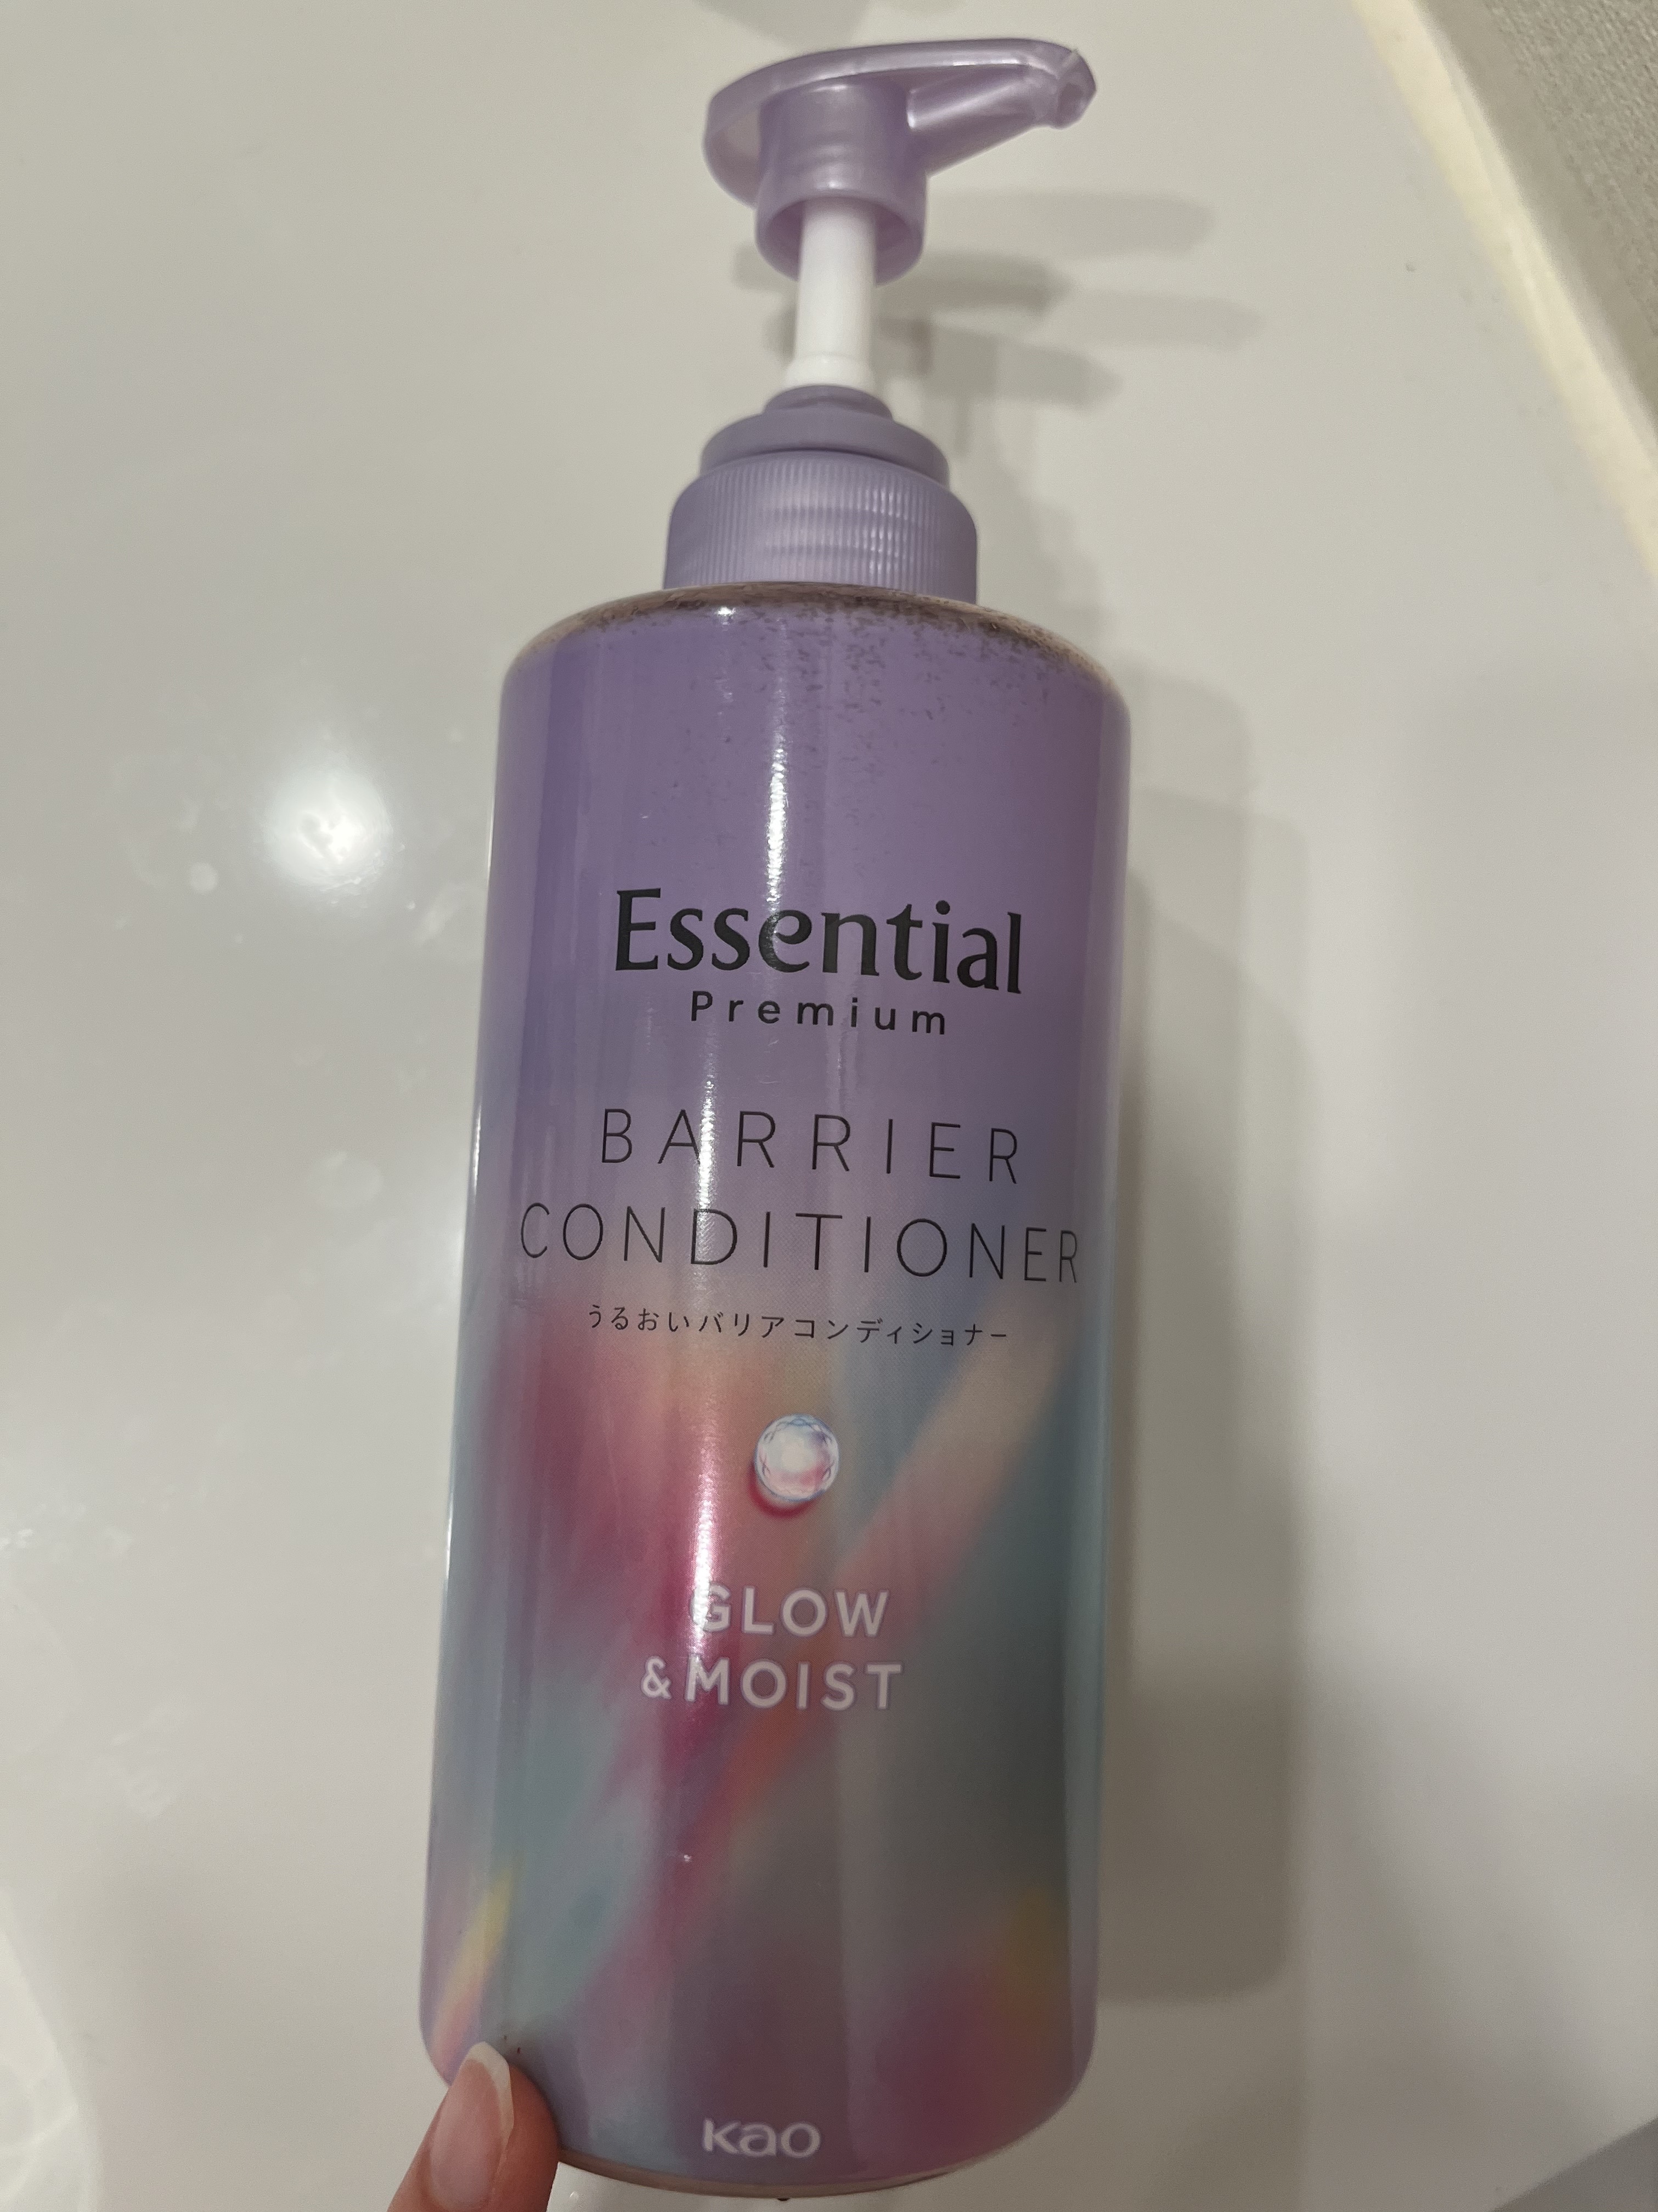 Essential
Premium
BARRIER
CONDITIONER
うるおいバリアコンディショナー
GLOW
&MOIST
Kao